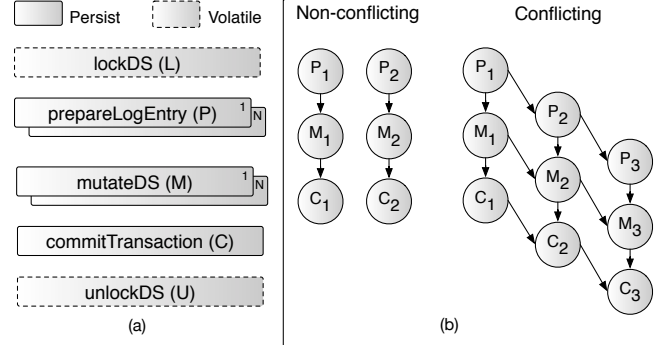 Persist Volatile
lockDS (L)
prepareLogEntry (P) 1 N
mutateDS (M) 1 N
commitTransaction (C)
unlockDS (U)
(a)
Non-conflicting Conflicting
P1 P2
M1 M2
C1 C2
P1
P2
M1
P3
M2
C1
M3
C2
C3
(b)